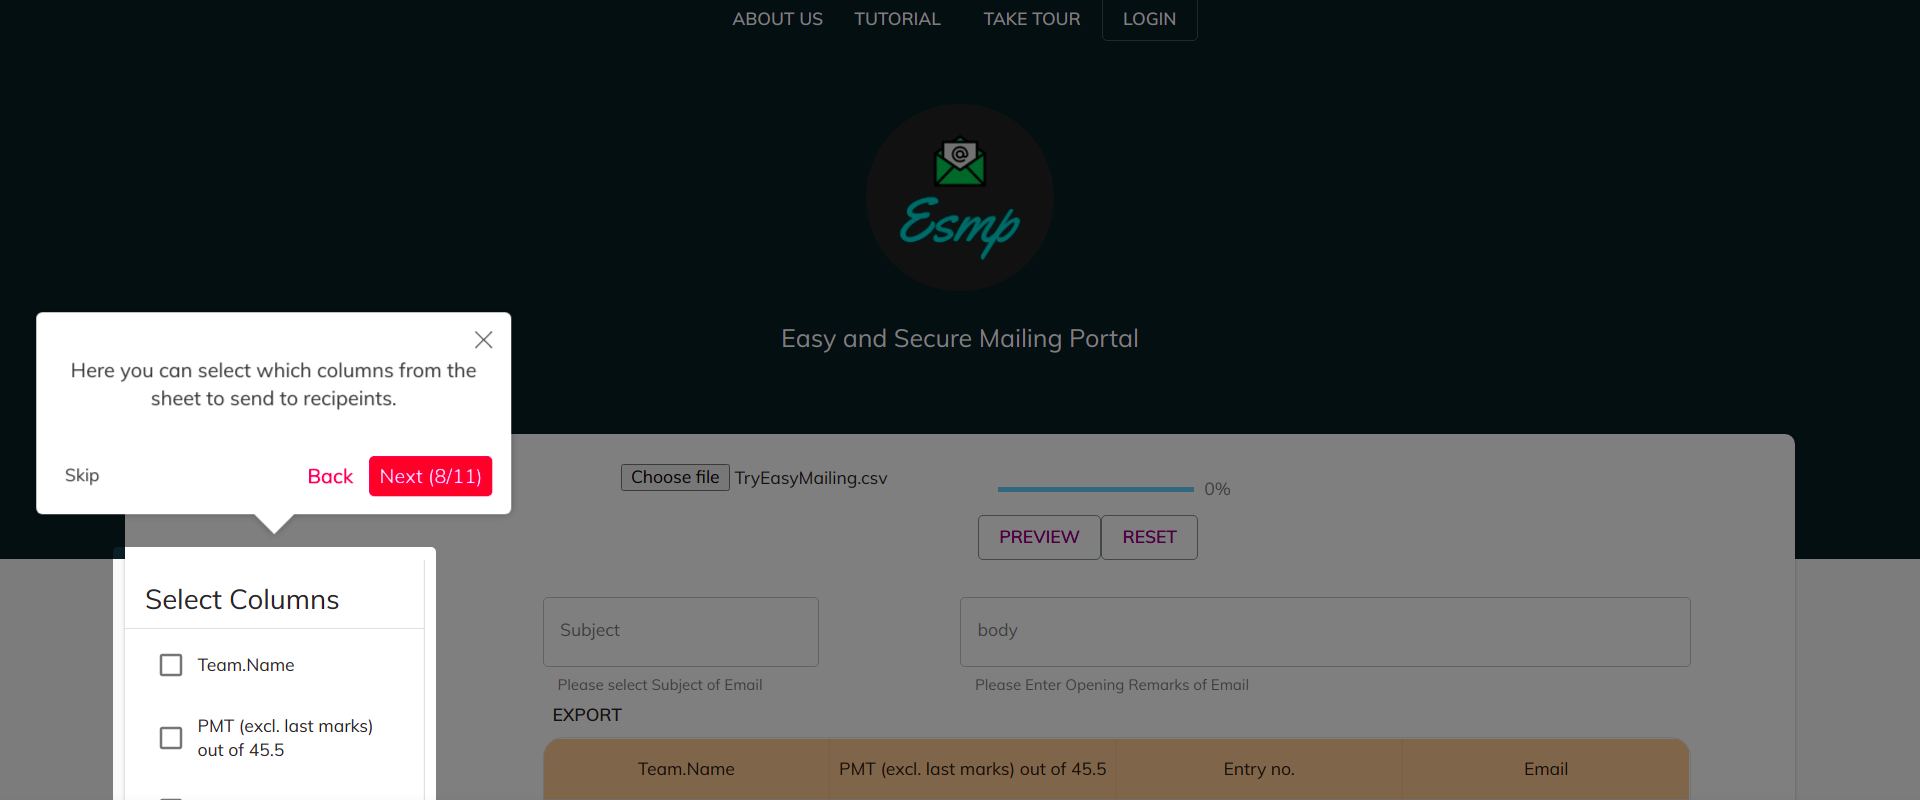 ABOUT US TUTORIAL TAKE TOUR LOGIN
@
Esmp
Easy and Secure Mailing Portal
Here you can select which columns from the
sheet to send to recipeints.
Skip Back Next (8/11)
Choose file TryEasyMailing.csv
0%
PREVIEW RESET
Select Columns
Team.Name
PMT (excl. last marks)
out of 45.5
Subject
Please select Subject of Email
body
Please Enter Opening Remarks of Email
EXPORT
Team.Name PMT (excl. last marks) out of 45.5 Entry no. Email